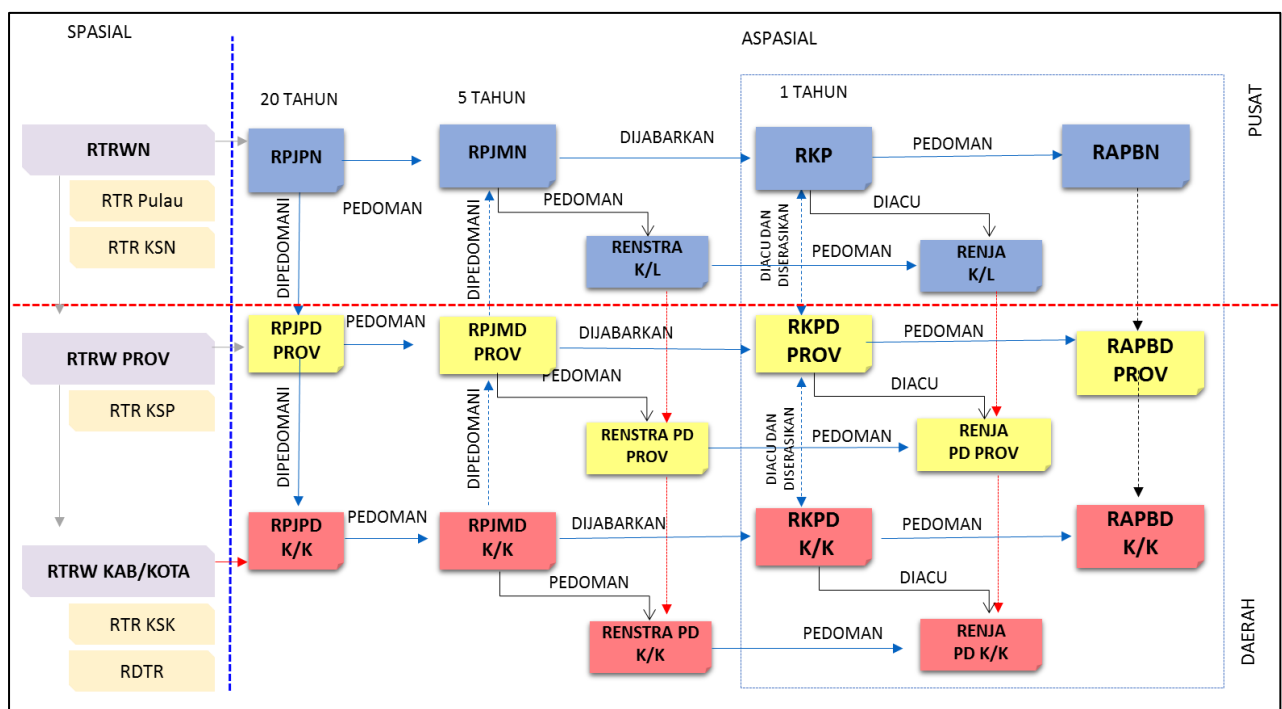 SPASIAL
ASPASIAL
PUSAT
20 TAHUN
5 TAHUN
1 TAHUN
RTRWN
RPJPN
RPJMN
DIJABARKAN
RKP
PEDOMAN
RAPBN
RTR Pulau
RTR KSN
DIPEDOMANI
PEDOMAN
DIPEDOMANI
PEDOMAN
DIACU DAN
DISERASIKAN
DIACU
RENSTRA
K/L
PEDOMAN
RENJA
K/L
RTRW PROV
RPJPD
PROV
PEDOMAN
RPJMD
PROV
DIJABARKAN
RKPD
PROV
PEDOMAN
RAPBD
PROV
RTR KSP
DIPEDOMANI
DIPEDOMANI
PEDOMAN
DIACU DAN
DISERASIKAN
DIACU
RENSTRA PD
PROV
PEDOMAN
RENJA
PD PROV
RTRW KAB/KOTA
RPJPD
K/K
PEDOMAN
RPJMD
K/K
DIJABARKAN
RKPD
K/K
PEDOMAN
RAPBD
K/K
RTR KSK
RDTR
PEDOMAN
DIACU
RENSTRA PD
K/K
PEDOMAN
RENJA
PD K/K
DAERAH